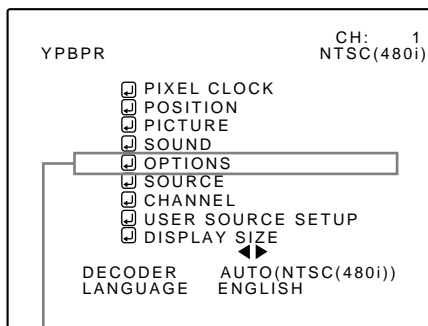 CH: 1
YPBPR NTSC(480i)
PIXEL CLOCK
POSITION
PICTURE
SOUND
OPTIONS
SOURCE
CHANNEL
USER SOURCE SETUP
DISPLAY SIZE
DECODER AUTO(NTSC(480i))
LANGUAGE ENGLISH